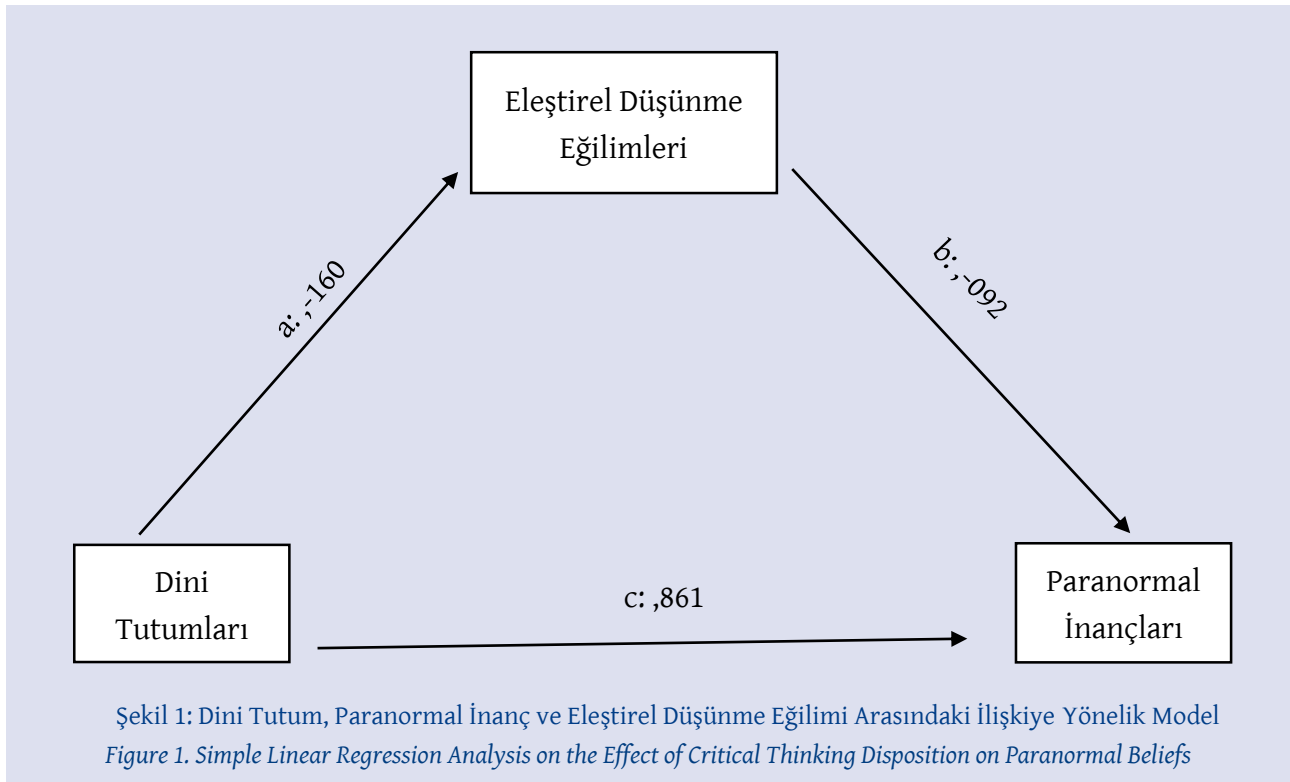 Eleştirel Düşünme
Eğilimleri
a: ,-160
b: ,-092
Dini
Tutumları
c: ,861
Paranormal
İnançları
Şekil 1: Dini Tutum, Paranormal İnanç ve Eleştirel Düşünme Eğilimi Arasındaki İlişkiye Yönelik Model
Figure 1. Simple Linear Regression Analysis on the Effect of Critical Thinking Disposition on Paranormal Beliefs